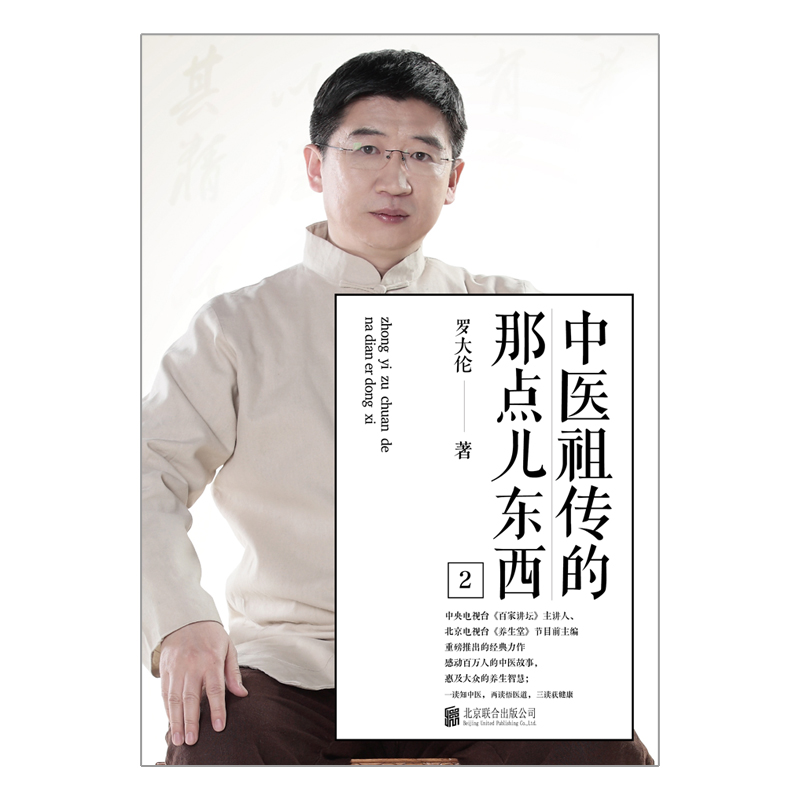 中医祖传的
那点儿东西
2
罗大伦
著
zhong yi zu chuan de
na dian er dong xi
中央电视台《百家讲坛》主讲人、
北京电视台《养生堂》节目前主编
重磅推出的经典力作
感动百万人的中医故事,
惠及大众的养生智慧;
一读知中医,两读悟医道,三读获健康
北京联合出版公司
Beijing United Publishing Co.,Ltd.